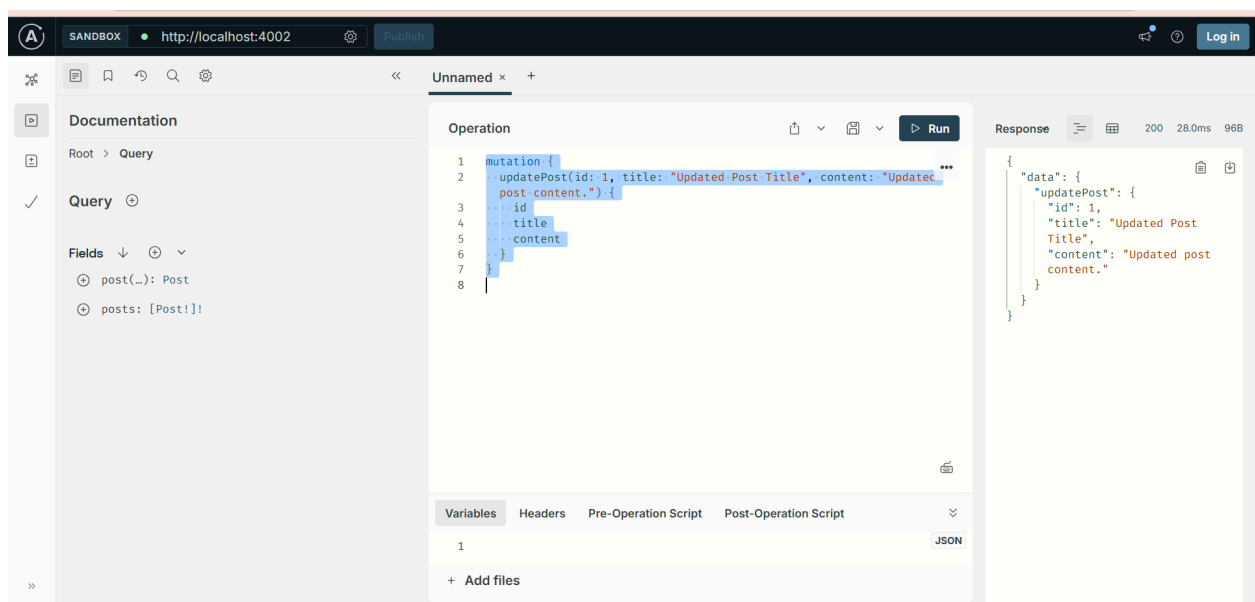 SANDBOX http://localhost:4002 Publish Log in
Documentation
Root > Query
Query
Fields
post(…): Post
posts: [Post!]!
Unnamed × +
Operation
Run
1 mutation {
2 updatePost(id: 1, title: "Updated Post Title", content: "Updated
post content.") {
3 id
4 title
5 content
6 }
7 }
8
Variables Headers Pre-Operation Script Post-Operation Script
1
JSON
+ Add files
Response 200 28.0ms 96B
{
"data": {
"updatePost": {
"id": 1,
"title": "Updated Post
Title",
"content": "Updated post
content."
}
}
}